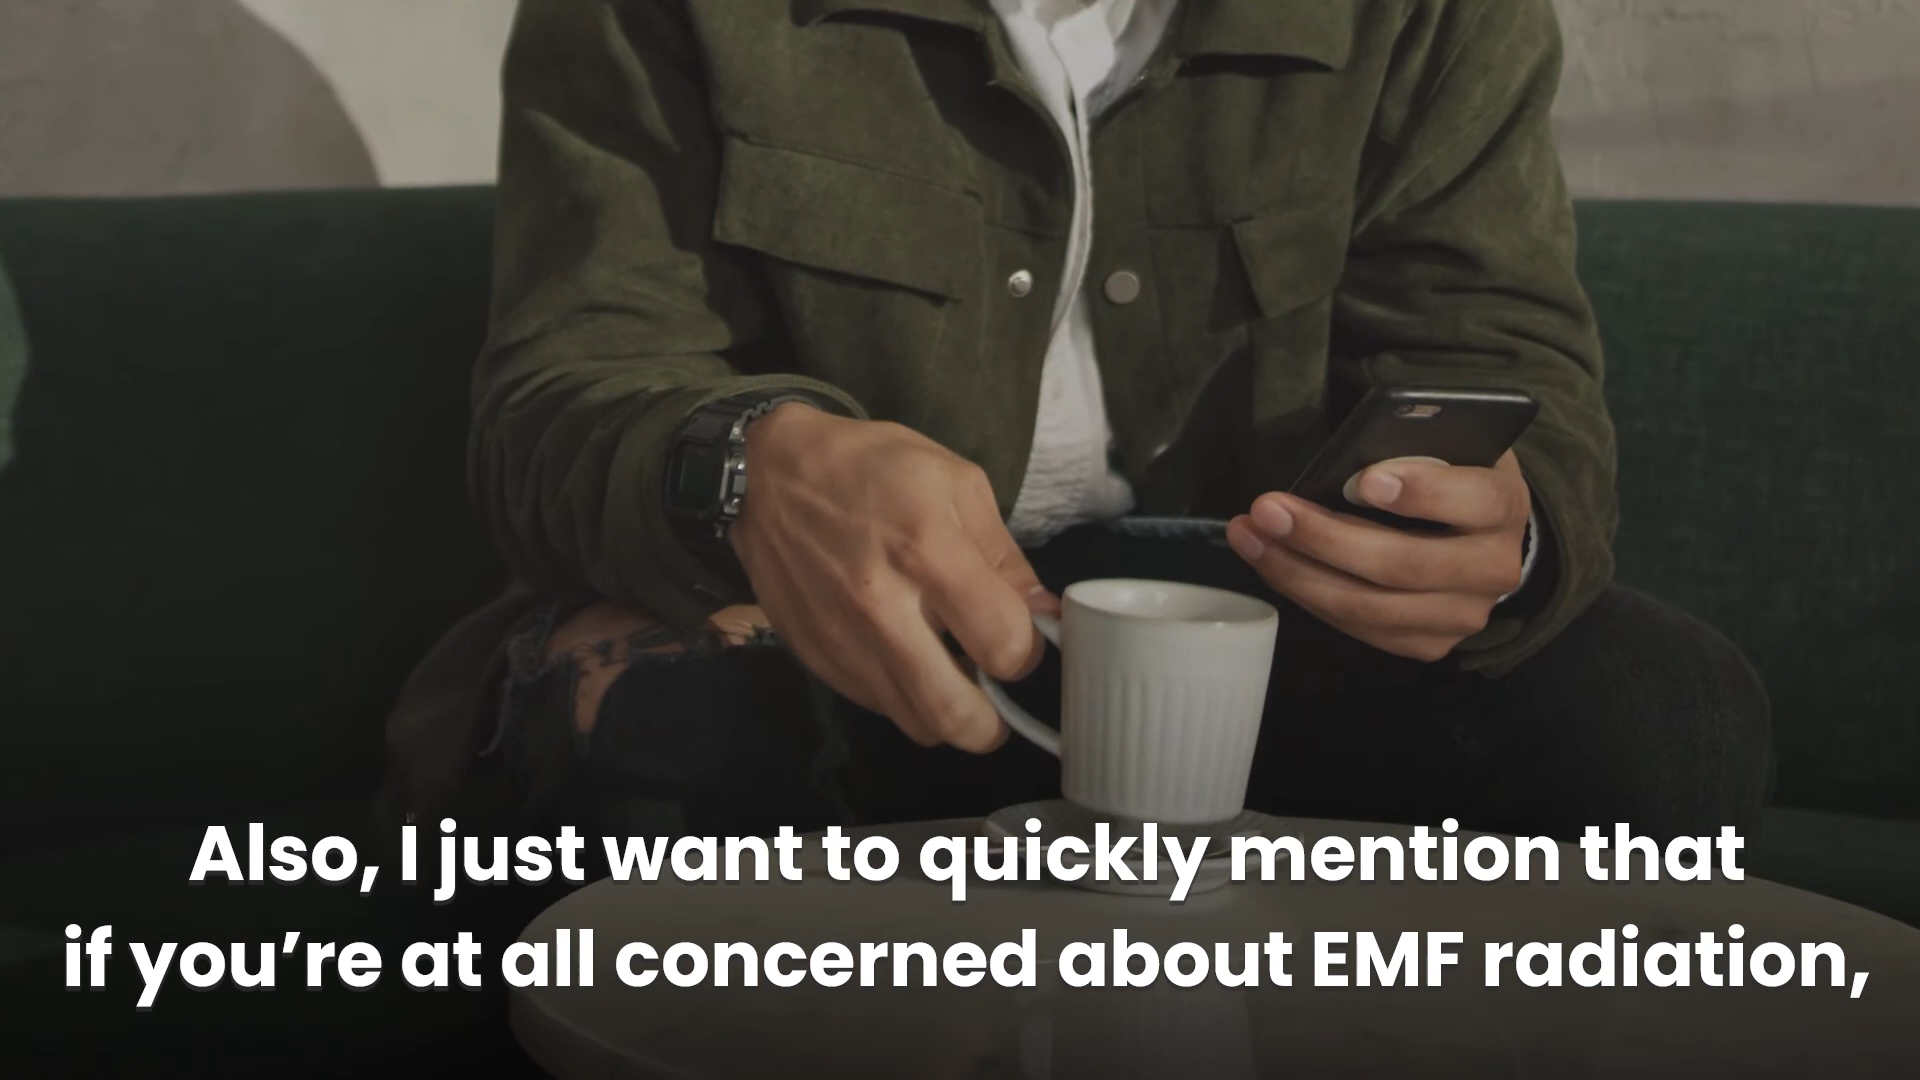 Also, I just want to quickly mention that
if you’re at all concerned about EMF radiation,